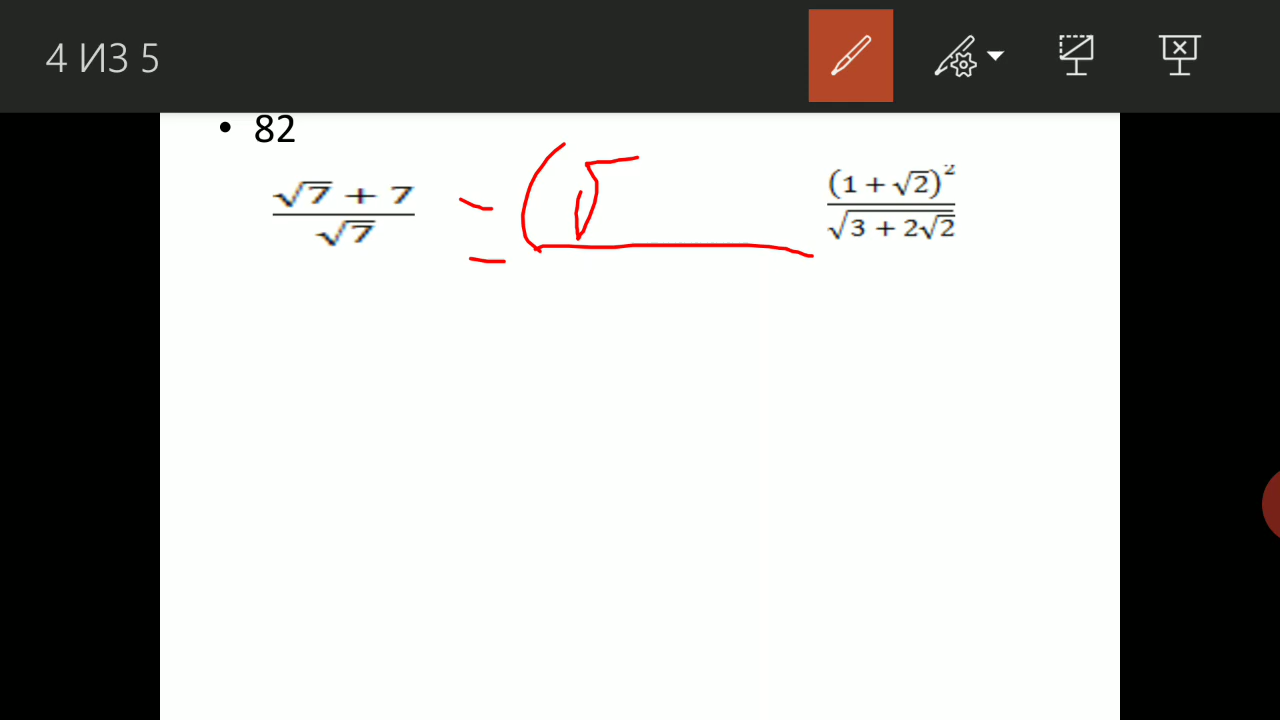 4 ИЗ 5
• 82
(√7 + 7)/√7 = (√ (1 + √2)²/√(3 + 2√2)